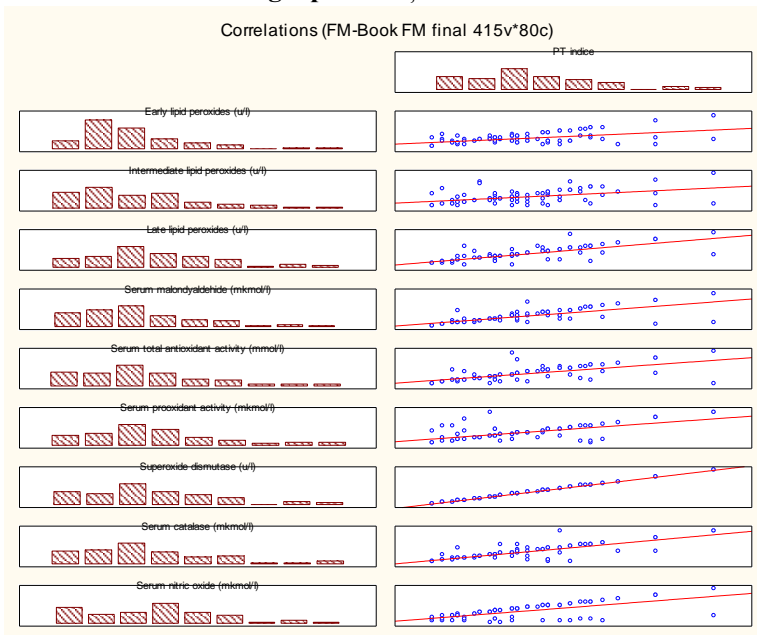 Correlations (FM-Book FM final 415v*80c)
PT indice
Early lipid peroxides (u/l)
Intermediate lipid peroxides (u/l)
Late lipid peroxides (u/l)
Serum malondyaldehide (mkmol/l)
Serum total antioxidant activity (mmol/l)
Serum prooxidant activity (mkmol/l)
Superoxide dismutase (u/l)
Serum catalase (mkmol/l)
Serum nitric oxide (mkmol/l)